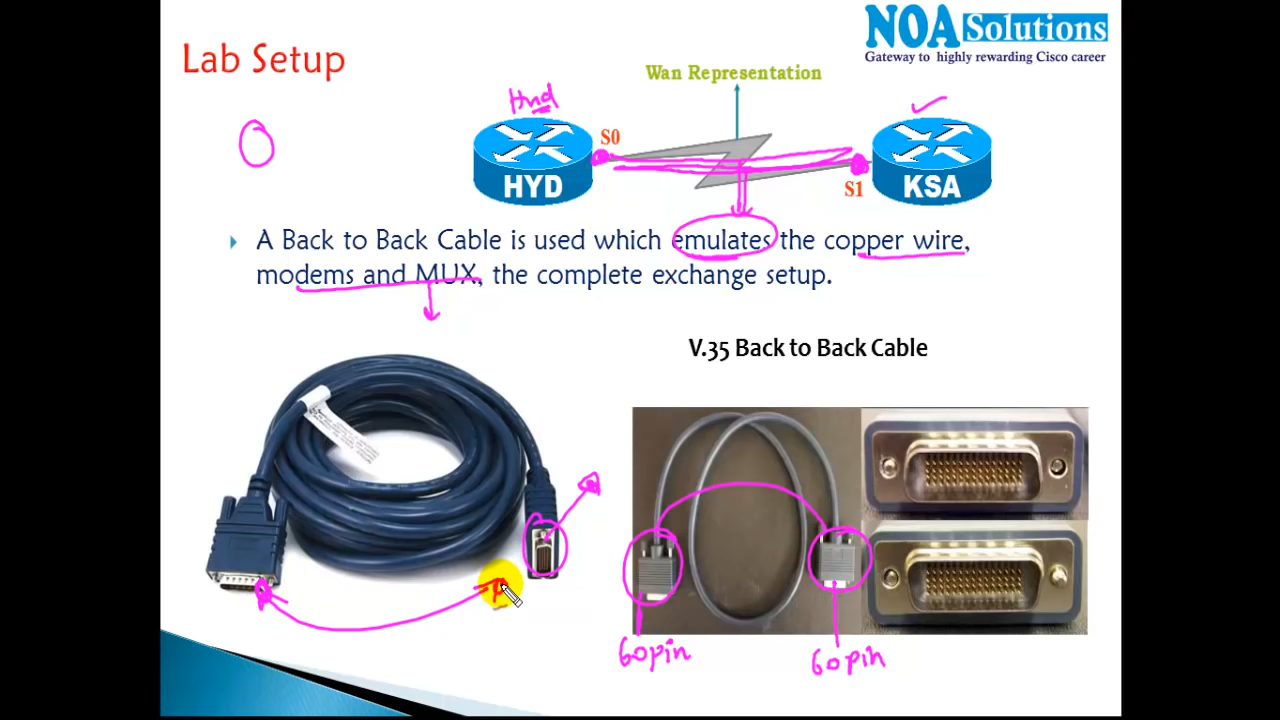 NOA Solutions
Gateway to highly rewarding Cisco career
Lab Setup
Wan Representation
Hnd
S0
HYD
S1
KSA
A Back to Back Cable is used which emulates the copper wire,
modems and MUX, the complete exchange setup.
V.35 Back to Back Cable
60pin
60pin